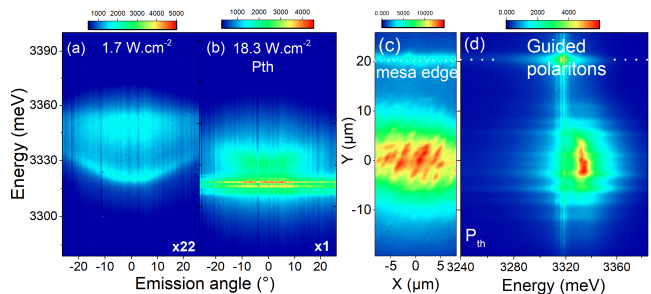 1000 2000 3000 4000 5000
1000 2000 3000 4000
0.000 5000 10000
0.000 2000 4000
(a) 1.7 W.cm-2
(b) 18.3 W.cm-2
Pth
(c)
mesa edge
(d) Guided
polaritons
Energy (meV)
3390
3360
3330
3300
x22
x1
-20 -10 0 10 20
-20 -10 0 10 20
Emission angle (°)
Y (µm)
20
10
0
-10
-5 0 5
X (µm)
Pth
3240 3280 3320 3360
Energy (meV)